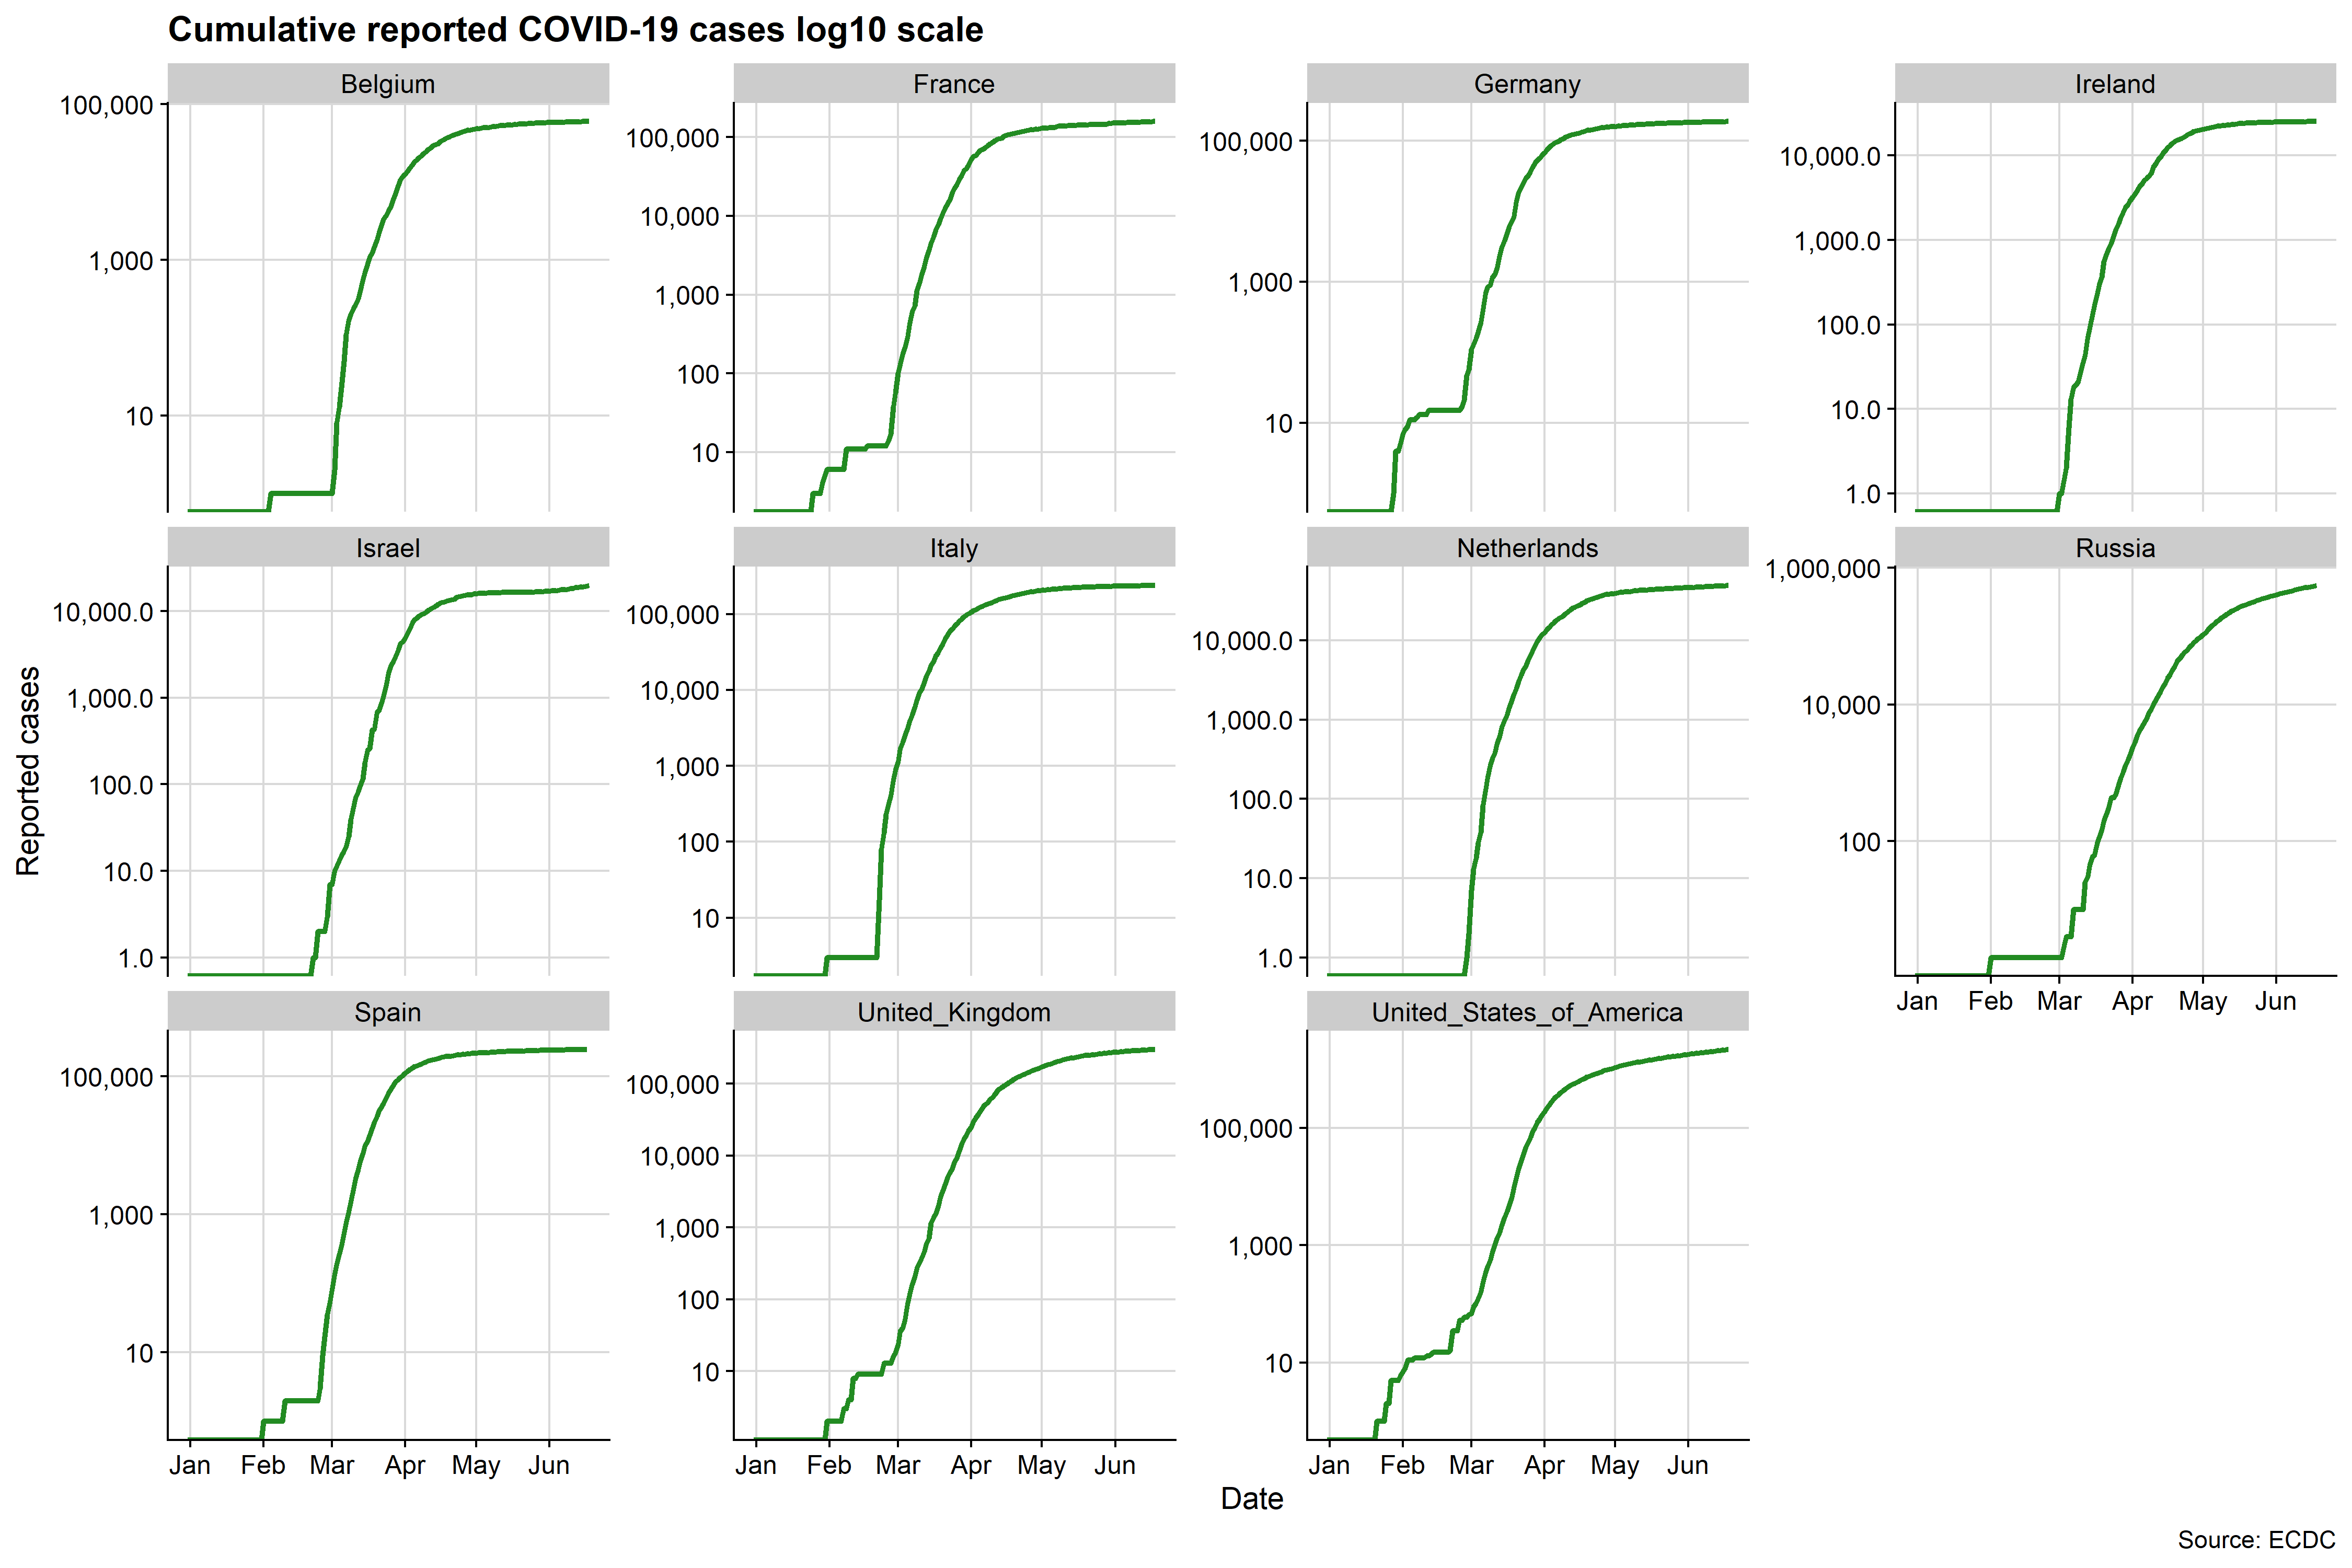 Cumulative reported COVID-19 cases log10 scale
Belgium
France
Germany
Ireland
100,000
1,000
10
100,000
10,000
1,000
100
10
100,000
1,000
10
10,000.0
1,000.0
100.0
10.0
1.0
Israel
Italy
Netherlands
Russia
10,000.0
1,000.0
100.0
10.0
1.0
100,000
10,000
1,000
100
10
10,000.0
1,000.0
100.0
10.0
1.0
1,000,000
10,000
100
Jan Feb Mar Apr May Jun
Reported cases
Spain
United_Kingdom
United_States_of_America
100,000
1,000
10
100,000
10,000
1,000
100
10
100,000
1,000
10
Jan Feb Mar Apr May Jun
Jan Feb Mar Apr May Jun
Jan Feb Mar Apr May Jun
Date
Source: ECDC